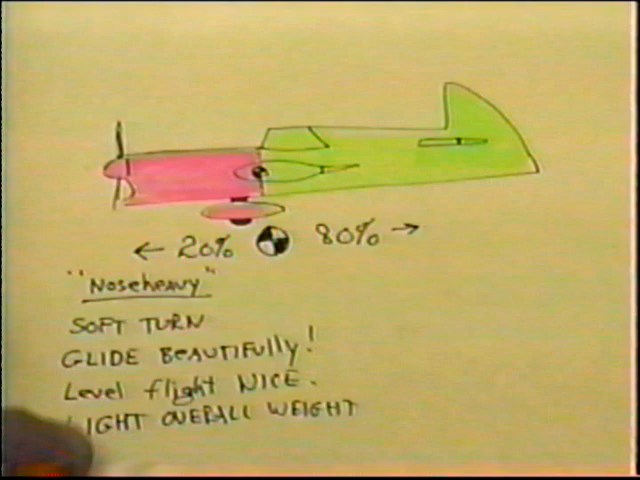 ← 20% 80% →
"Noseheavy"
SOFT TURN
GLIDE BEAUTIFULLY!
Level flight NICE.
LIGHT OVERALL WEIGHT